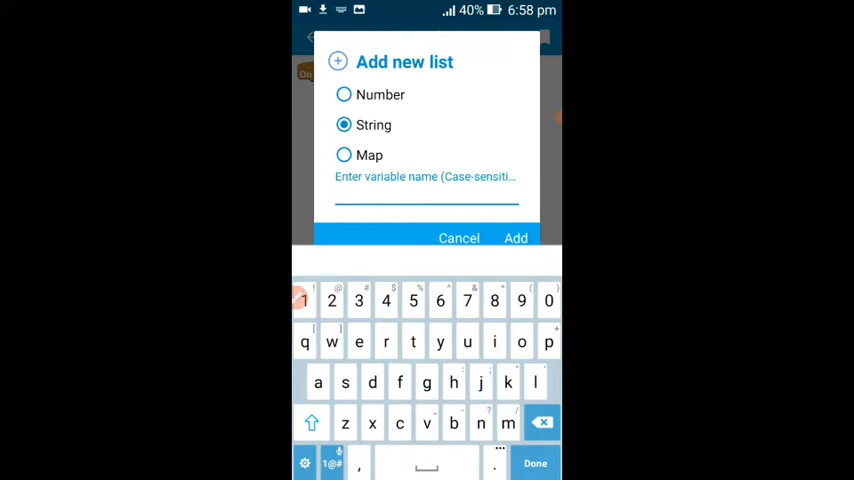 40% 6:58 pm
On
Add new list
Number
String
Map
Enter variable name (Case-sensiti...
Cancel Add
! @ # $ % ^ & * ( )
1 2 3 4 5 6 7 8 9 0
[ ] +
q w e r t y u i o p
: ; ' "
a s d f g h j k l
_ - ? /
z x c v b n m
1@# , ... . Done